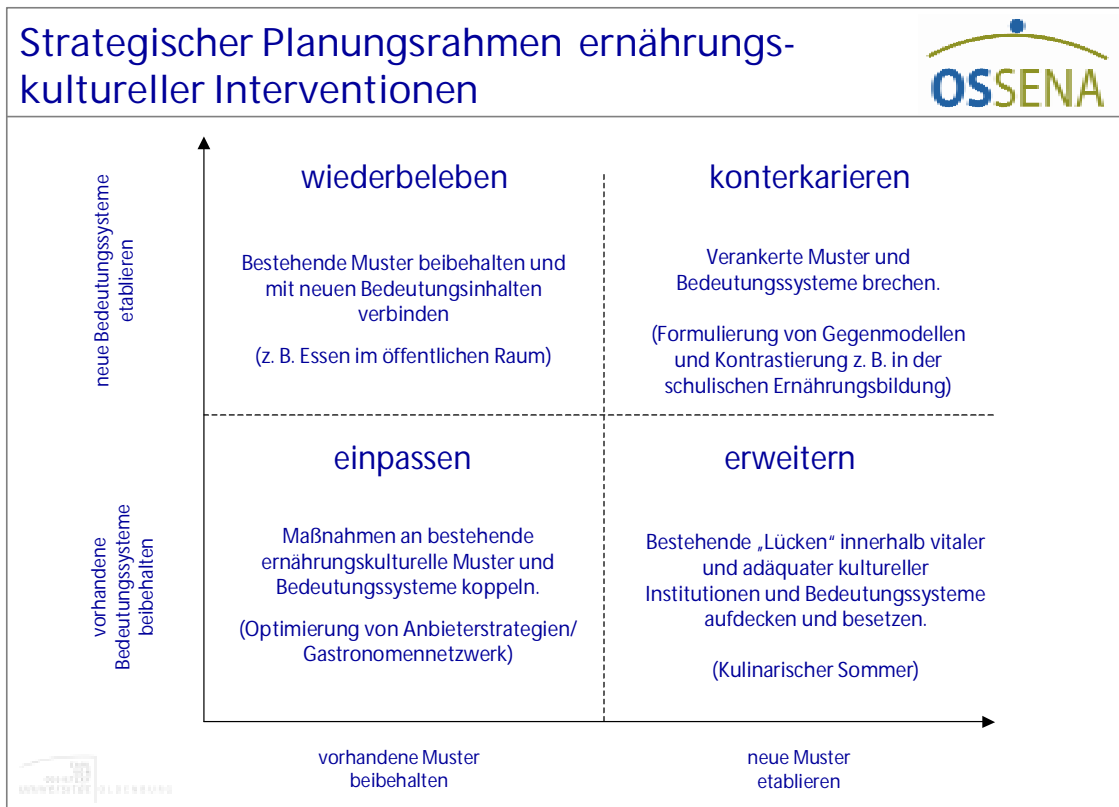 Strategischer Planungsrahmen ernährungs-
kultureller Interventionen
OSSENA
neue Bedeutungssysteme
etablieren
wiederbeleben
Bestehende Muster beibehalten und
mit neuen Bedeutungsinhalten
verbinden
(z. B. Essen im öffentlichen Raum)
konterkarieren
Verankerte Muster und
Bedeutungssysteme brechen.
(Formulierung von Gegenmodellen
und Kontrastierung z. B. in der
schulischen Ernährungsbildung)
vorhandene
Bedeutungssysteme
beibehalten
einpassen
Maßnahmen an bestehende
ernährungskulturelle Muster und
Bedeutungssysteme koppeln.
(Optimierung von Anbieterstrategien/
Gastronomennetzwerk)
erweitern
Bestehende „Lücken“ innerhalb vitaler
und adäquater kultureller
Institutionen und Bedeutungssysteme
aufdecken und besetzen.
(Kulinarischer Sommer)
vorhandene Muster
beibehalten
neue Muster
etablieren
UNIVERSITÄT OLDENBURG